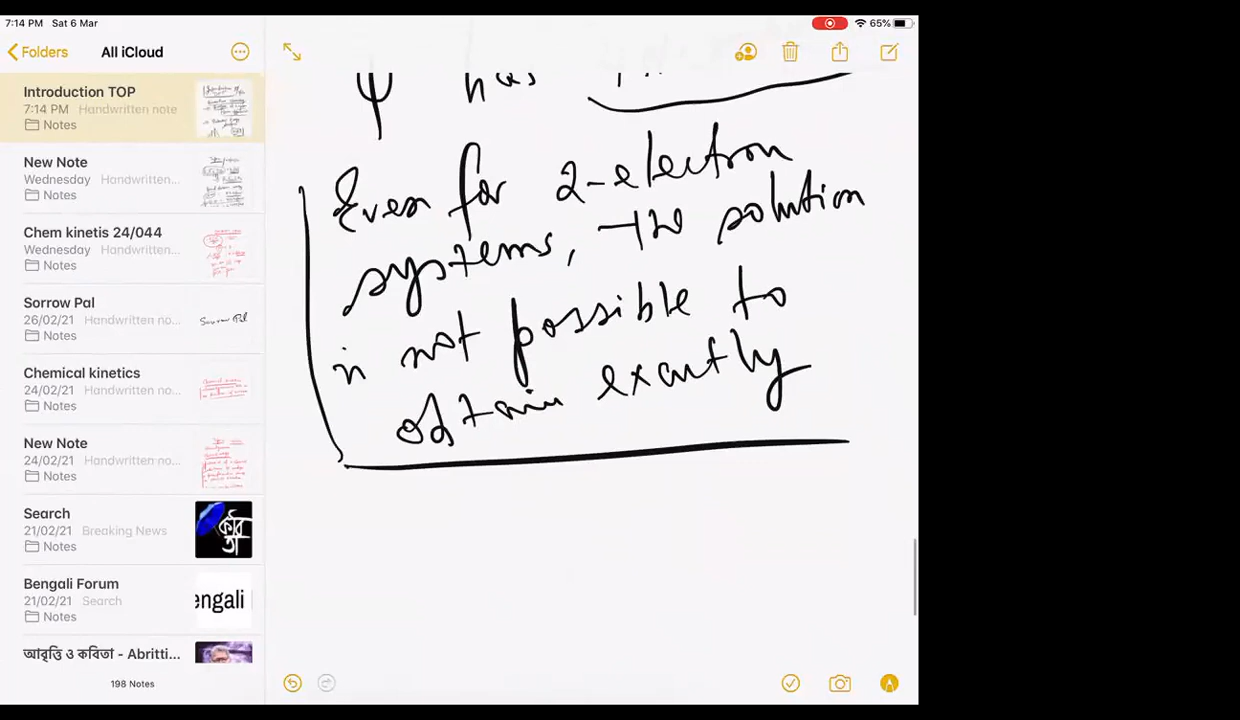 7:14 PM Sat 6 Mar
65%
Folders
All iCloud
Introduction TOP
7:14 PM Handwritten note
Notes
New Note
Wednesday Handwritten...
Notes
Chem kinetis 24/044
Wednesday Handwritten...
Notes
Sorrow Pal
26/02/21 Handwritten no...
Notes
Chemical kinetics
24/02/21 Handwritten no...
Notes
New Note
24/02/21 Handwritten no...
Notes
Search
21/02/21 Breaking News
Notes
কবি
তা
Bengali Forum
21/02/21 Search
Notes
engali
আবৃত্তি ও কবিতা - Abritti...
198 Notes
ψ has
Even for 2-electron
systems, the solution
is not possible to
obtain exactly